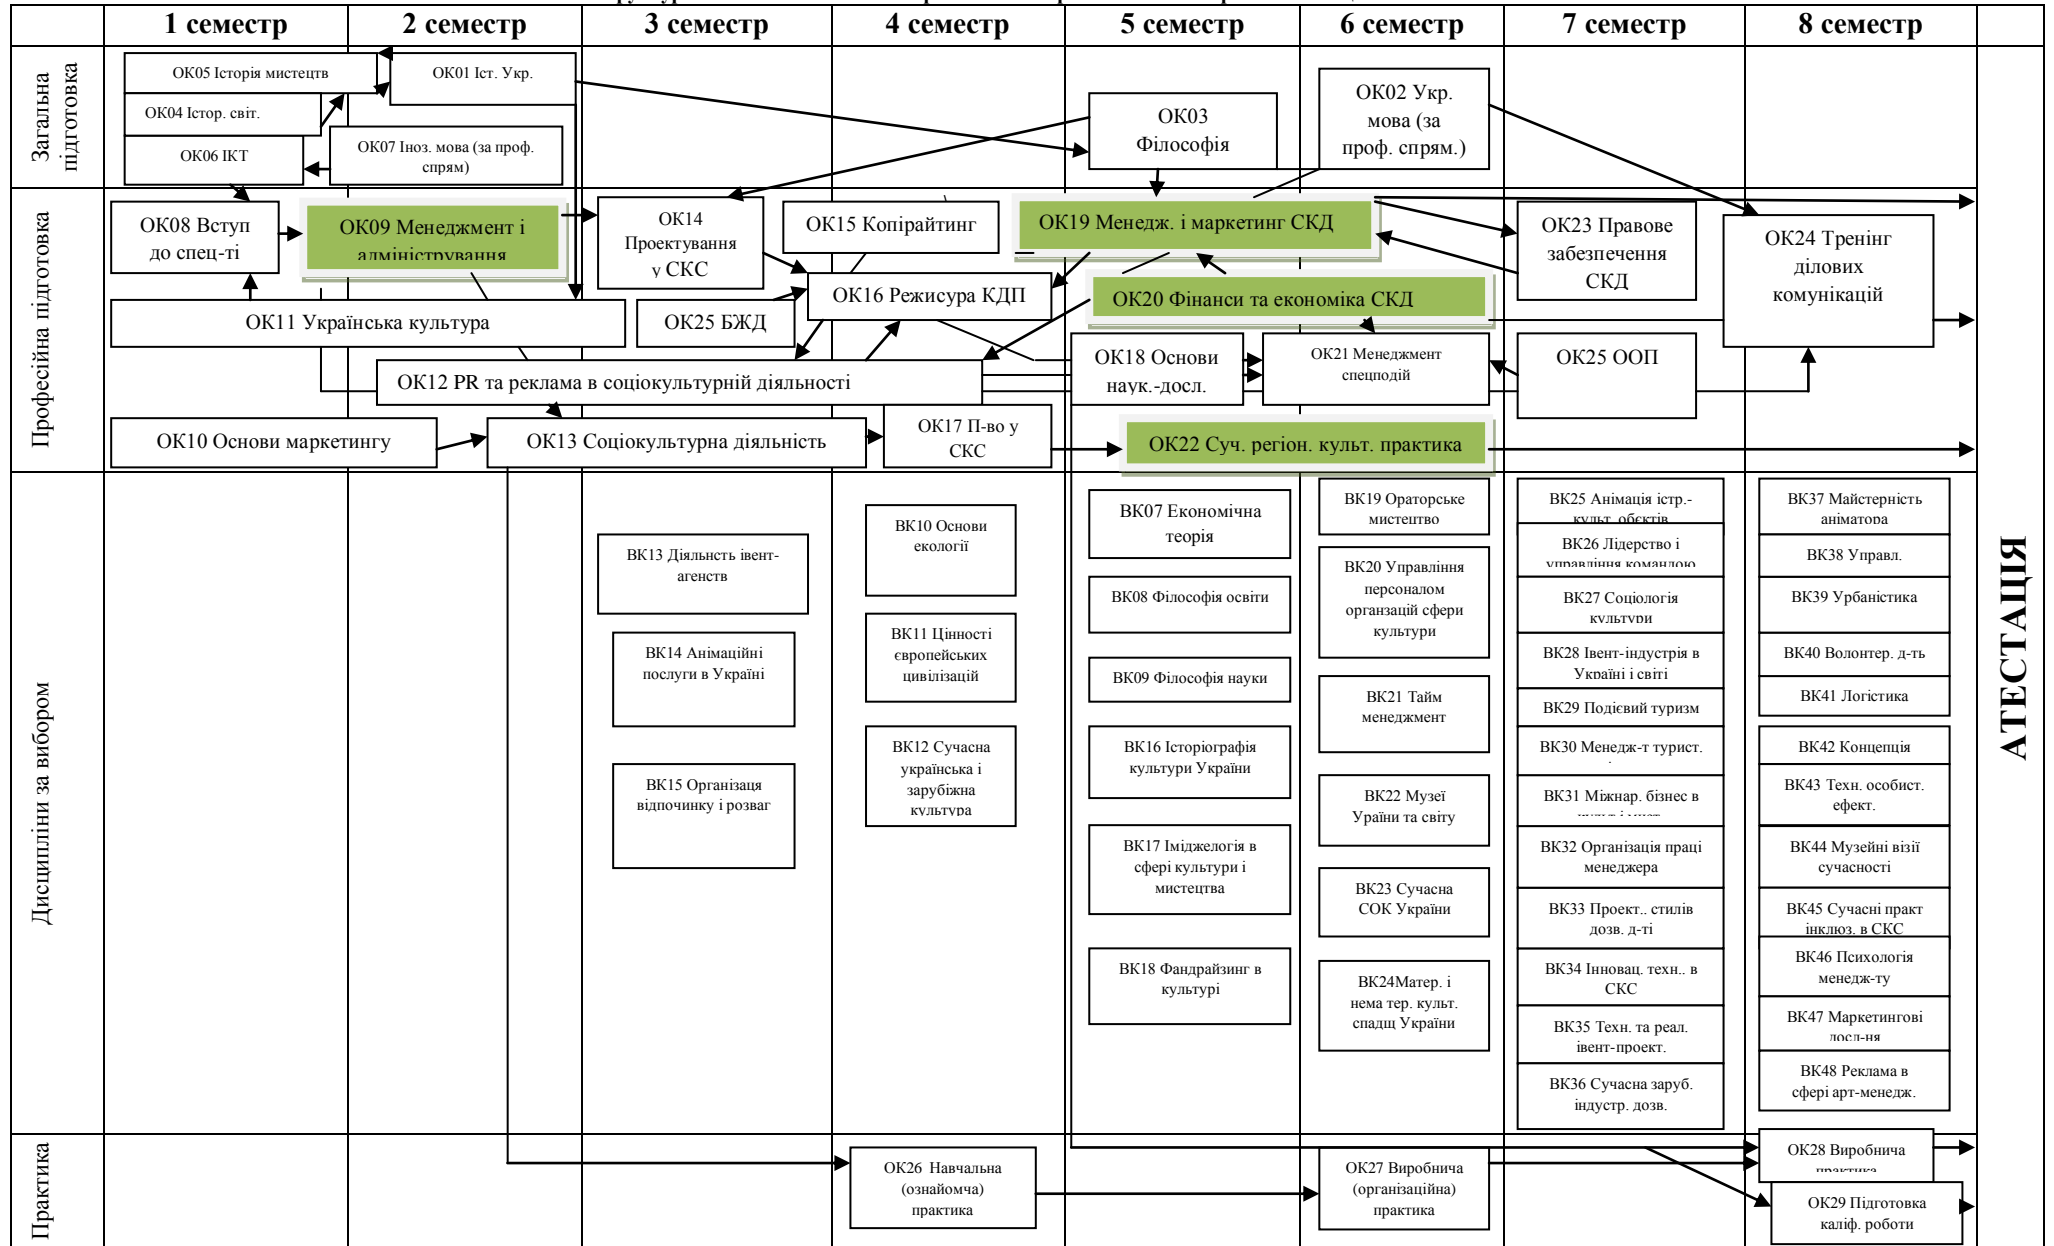 1 семестр
2 семестр
3 семестр
4 семестр
5 семестр
6 семестр
7 семестр
8 семестр
Загальна
підготовка
ОК05 Історія мистецтв
ОК04 Істор. світ.
ОК06 ІКТ
ОК01 Іст. Укр.
ОК07 Іноз. мова (за проф.
спрям)
ОК03
Філософія
ОК02 Укр.
мова (за
проф. спрям.)
Професійна підготовка
ОК08 Вступ
до спец-ті
ОК09 Менеджмент і
адміністрування
ОК14
Проектування
у СКС
ОК15 Копірайтинг
ОК19 Менедж. і маркетинг СКД
ОК23 Правове
забезпечення
СКД
ОК24 Тренінг
ділових
комунікацій
ОК11 Українська культура
ОК25 БЖД
ОК16 Режисура КДП
ОК20 Фінанси та економіка СКД
ОК12 PR та реклама в соціокультурній діяльності
ОК18 Основи
наук.-досл.
ОК21 Менеджмент
спецподій
ОК25 ООП
ОК10 Основи маркетингу
ОК13 Соціокультурна діяльність
ОК17 П-во у
СКС
ОК22 Суч. регіон. культ. практика
Дисципліни за вибором
ВК13 Діяльнсть івент-
агенств
ВК14 Анімаційні
послуги в Україні
ВК15 Організаця
відпочинку і розваг
ВК10 Основи
екології
ВК11 Цінності
європейських
цивілізацій
ВК12 Сучасна
українська і
зарубіжна
культура
ВК07 Економічна
теорія
ВК08 Філософія освіти
ВК09 Філософія науки
ВК16 Історіографія
культури України
ВК17 Іміджелогія в
сфері культури і
мистецтва
ВК18 Фандрайзинг в
культурі
ВК19 Ораторське
мистецтво
ВК20 Управління
персоналом
органзацій сфери
культури
ВК21 Тайм
менеджмент
ВК22 Музеї
Ураїни та світу
ВК23 Сучасна
СОК України
ВК24Матер. і
нема тер. культ.
спадщ України
ВК25 Анімація істр.-
культ. обєктів
ВК26 Лідерство і
управління командою
ВК27 Соціологія
культури
ВК28 Івент-індустрія в
Україні і світі
ВК29 Подієвий туризм
ВК30 Менедж-т турист.
ВК31 Міжнар. бізнес в
ВК32 Організація праці
менеджера
ВК33 Проект.. стилів
дозв. д-ті
ВК34 Інновац. техн.. в
СКС
ВК35 Техн. та реал.
івент-проект.
ВК36 Сучасна заруб.
індустр. дозв.
ВК37 Майстерність
аніматора
ВК38 Управл.
ВК39 Урбаністика
ВК40 Волонтер. д-ть
ВК41 Логістика
ВК42 Концепція
ВК43 Техн. особист.
ефект.
ВК44 Музейні візії
сучасності
ВК45 Сучасні практ
інклюз. в СКС
ВК46 Психологія
менедж-ту
ВК47 Маркетингові
досл-ня
ВК48 Реклама в
сфері арт-менедж.
АТЕСТАЦІЯ
Практика
ОК26 Навчальна
(ознайомча)
практика
ОК27 Виробнича
(організаційна)
практика
ОК28 Виробнича
практика
ОК29 Підготовка
каліф. роботи